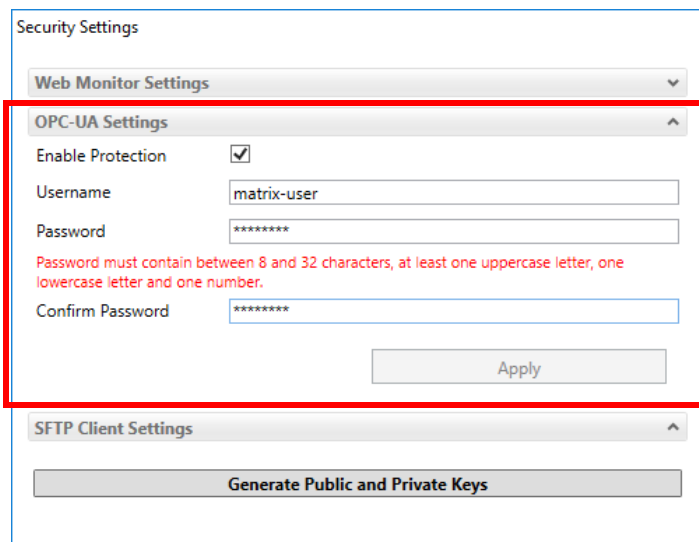 Security Settings
Web Monitor Settings
OPC-UA Settings
Enable Protection
Username matrix-user
Password ********
Password must contain between 8 and 32 characters, at least one uppercase letter, one
lowercase letter and one number.
Confirm Password ********
Apply
SFTP Client Settings
Generate Public and Private Keys